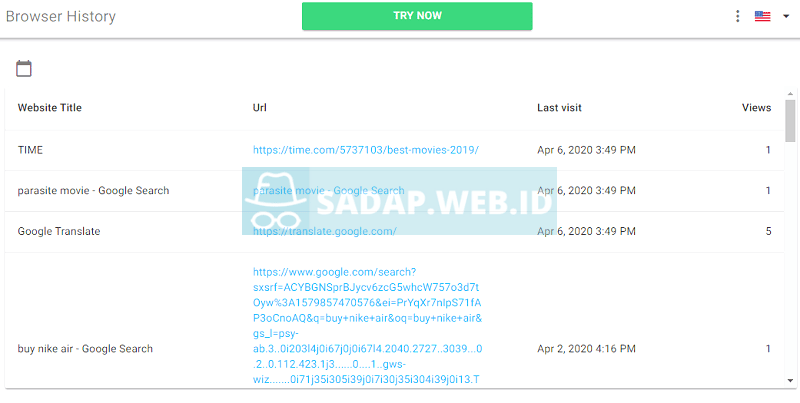 Browser History
TRY NOW
Website Title Url Last visit Views
TIME https://time.com/5737103/best-movies-2019/ Apr 6, 2020 3:49 PM 1
parasite movie - Google Search parasite movie - Google Search Apr 6, 2020 3:49 PM 1
SADAP.WEB.ID
Google Translate https://translate.google.com/ Apr 6, 2020 3:49 PM 5
https://www.google.com/search?
sxsrf=ACYBGNSprBJycv6zcG5whcW757o3d7t
Oyw%3A1579857470576&ei=PrYqXr7nIpS71fA
P3oCnoAQ&q=buy+nike+air&oq=buy+nike+air&
gs_l=psy-
ab.3..0i203l4j0i67j0j0i67l4.2040.2727..3039...0
buy nike air - Google Search Apr 2, 2020 4:16 PM 1
.2..0.112.423.1j3......0....1..gws-
wiz.......0i71j35i305i39j0i7i30j35i304i39j0i13.T